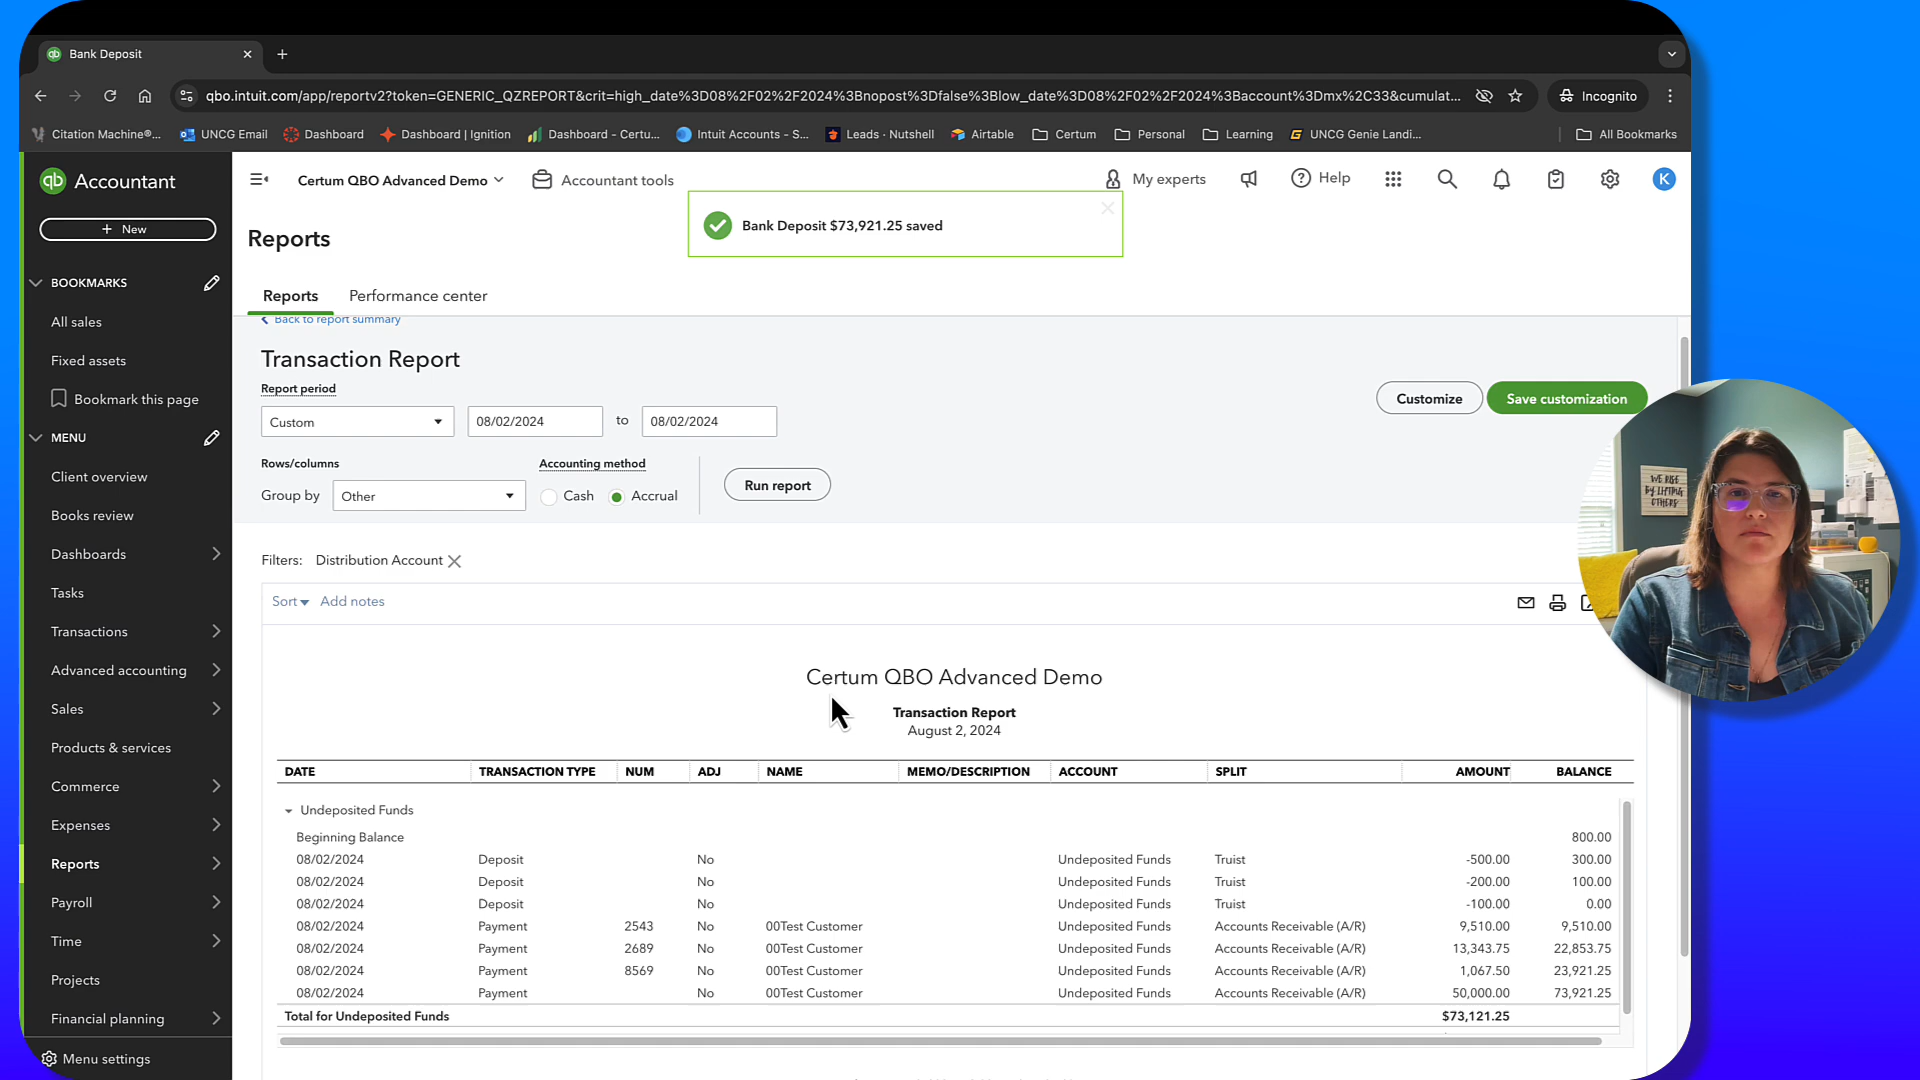 Bank Deposit
qbo.intuit.com/app/reportv2?token=GENERIC_QZREPORT&crit=high_date%3D08%2F02%2F2024%3Bnopost%3Dfalse%3Blow_date%3D08%2F02%2F2024%3Baccount%3Dmx%2C33&cumulat...
Incognito
Citation Machine®... UNCG Email Dashboard Dashboard | Ignition Dashboard - Certu... Intuit Accounts - S... Leads · Nutshell Airtable Certum Personal Learning UNCG Genie Landi... All Bookmarks
qb Accountant
Certum QBO Advanced Demo
Accountant tools
My experts
Help
K
+ New
BOOKMARKS
All sales
Fixed assets
Bookmark this page
MENU
Client overview
Books review
Dashboards
Tasks
Transactions
Advanced accounting
Sales
Products & services
Commerce
Expenses
Reports
Payroll
Time
Projects
Financial planning
Menu settings
Bank Deposit $73,921.25 saved
Reports
Reports Performance center
Back to report summary
Transaction Report
Report period
Custom 08/02/2024 to 08/02/2024
Customize Save customization
Rows/columns Accounting method
Group by Other Cash Accrual Run report
Filters: Distribution Account
Sort Add notes
Certum QBO Advanced Demo
Transaction Report
August 2, 2024
DATE TRANSACTION TYPE NUM ADJ NAME MEMO/DESCRIPTION ACCOUNT SPLIT AMOUNT BALANCE
Undeposited Funds
Beginning Balance 800.00
08/02/2024 Deposit No Undeposited Funds Truist -500.00 300.00
08/02/2024 Deposit No Undeposited Funds Truist -200.00 100.00
08/02/2024 Deposit No Undeposited Funds Truist -100.00 0.00
08/02/2024 Payment 2543 No 00Test Customer Undeposited Funds Accounts Receivable (A/R) 9,510.00 9,510.00
08/02/2024 Payment 2689 No 00Test Customer Undeposited Funds Accounts Receivable (A/R) 13,343.75 22,853.75
08/02/2024 Payment 8569 No 00Test Customer Undeposited Funds Accounts Receivable (A/R) 1,067.50 23,921.25
08/02/2024 Payment No 00Test Customer Undeposited Funds Accounts Receivable (A/R) 50,000.00 73,921.25
Total for Undeposited Funds $73,121.25
WE RISE
BY LIFTING
OTHERS